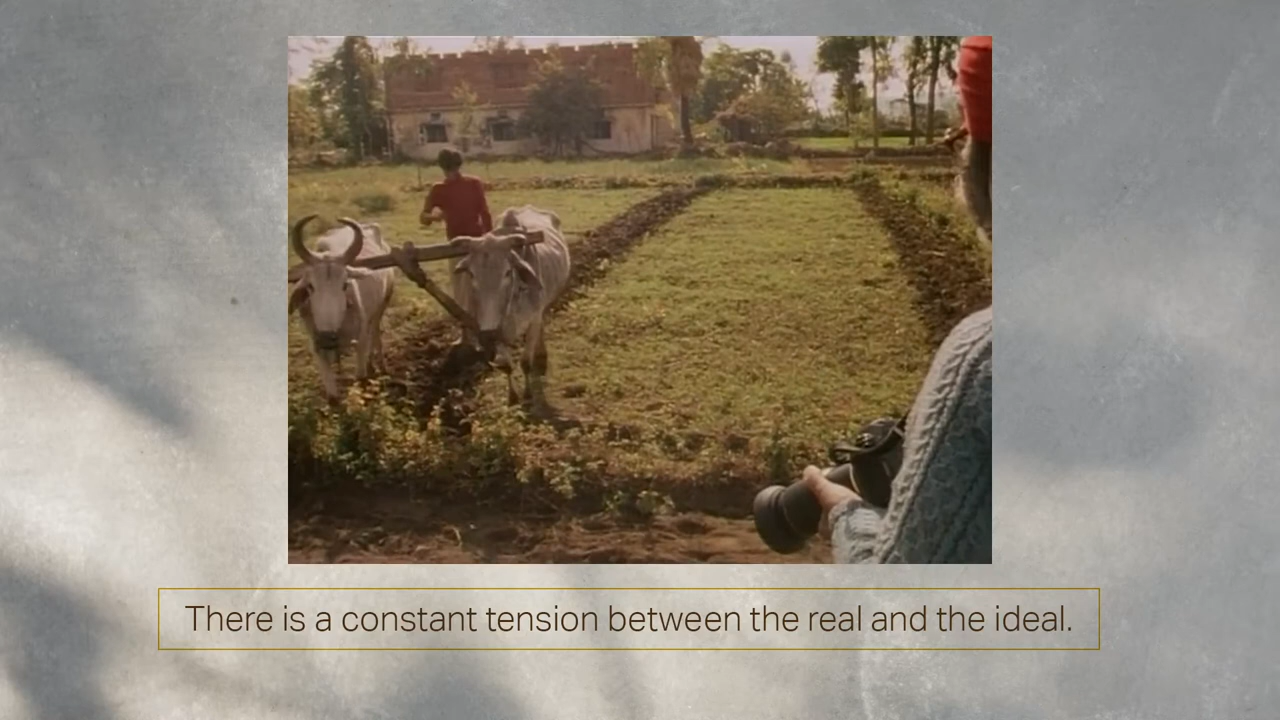 There is a constant tension between the real and the ideal.